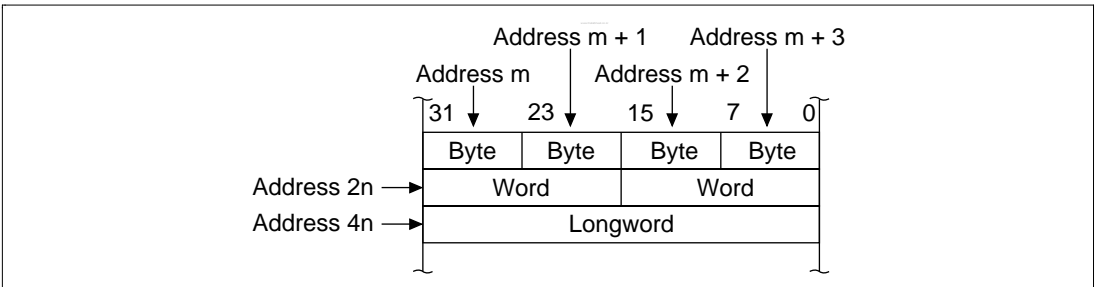 Address m + 1 Address m + 3
Address m Address m + 2
31 23 15 7 0
Byte Byte Byte Byte
Address 2n Word Word
Address 4n Longword